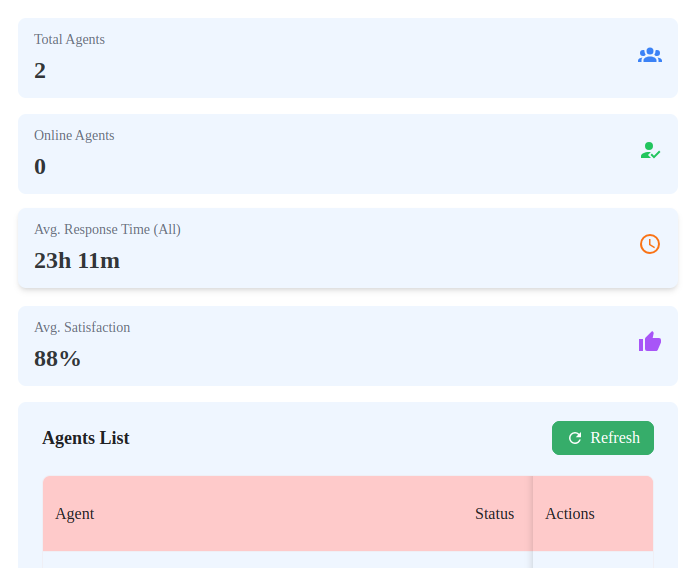 Total Agents
2
Online Agents
0
Avg. Response Time (All)
23h 11m
Avg. Satisfaction
88%
Agents List
Refresh
Agent Status Actions